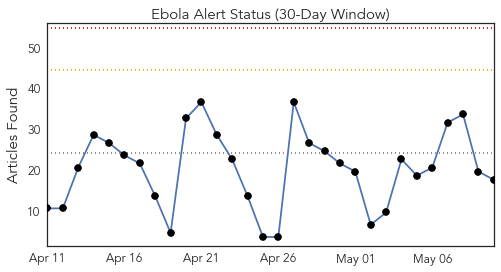 Ebola Alert Status (30-Day Window)
Articles Found
50
40
30
20
10
Apr 11 Apr 16 Apr 21 Apr 26 May 01 May 06